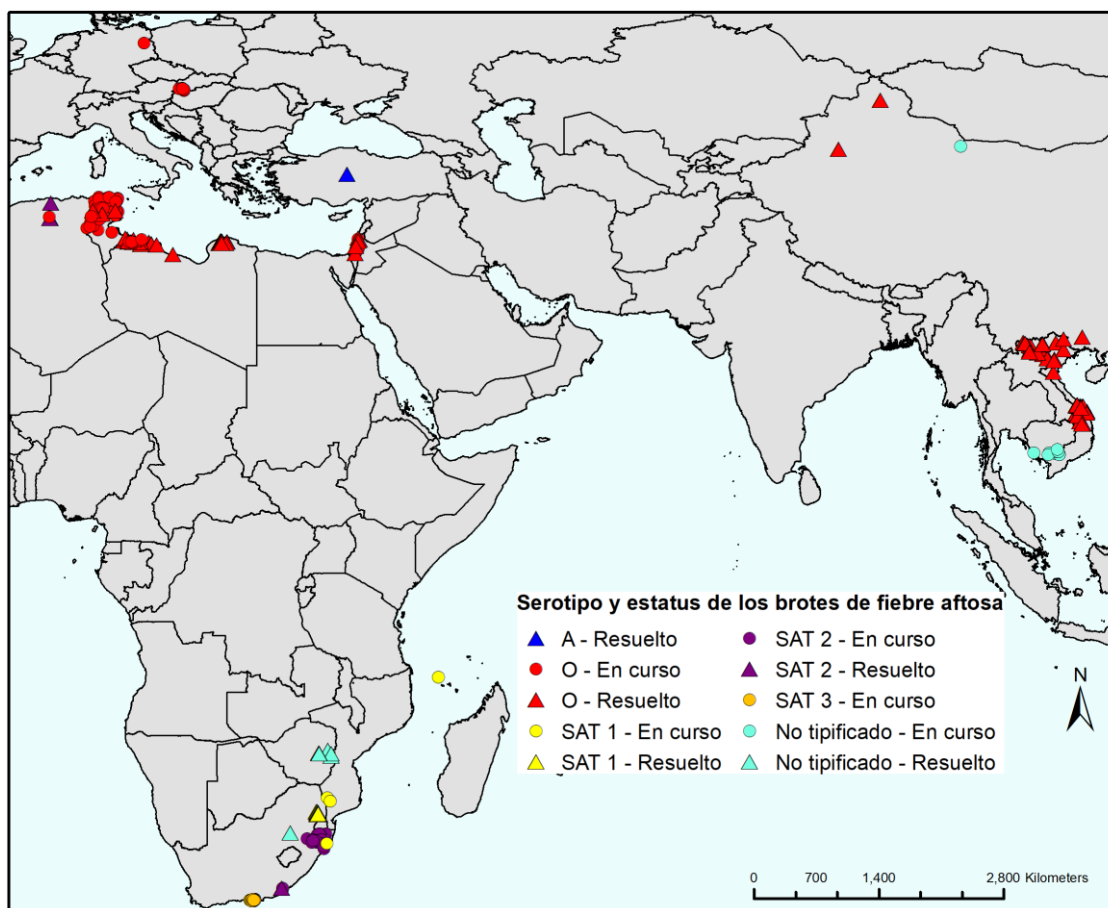 Serotipo y estatus de los brotes de fiebre aftosa
A - Resuelto
O - En curso
O - Resuelto
SAT 1 - En curso
SAT 1 - Resuelto
SAT 2 - En curso
SAT 2 - Resuelto
SAT 3 - En curso
No tipificado - En curso
No tipificado - Resuelto
N
0 700 1,400 2,800 Kilometers